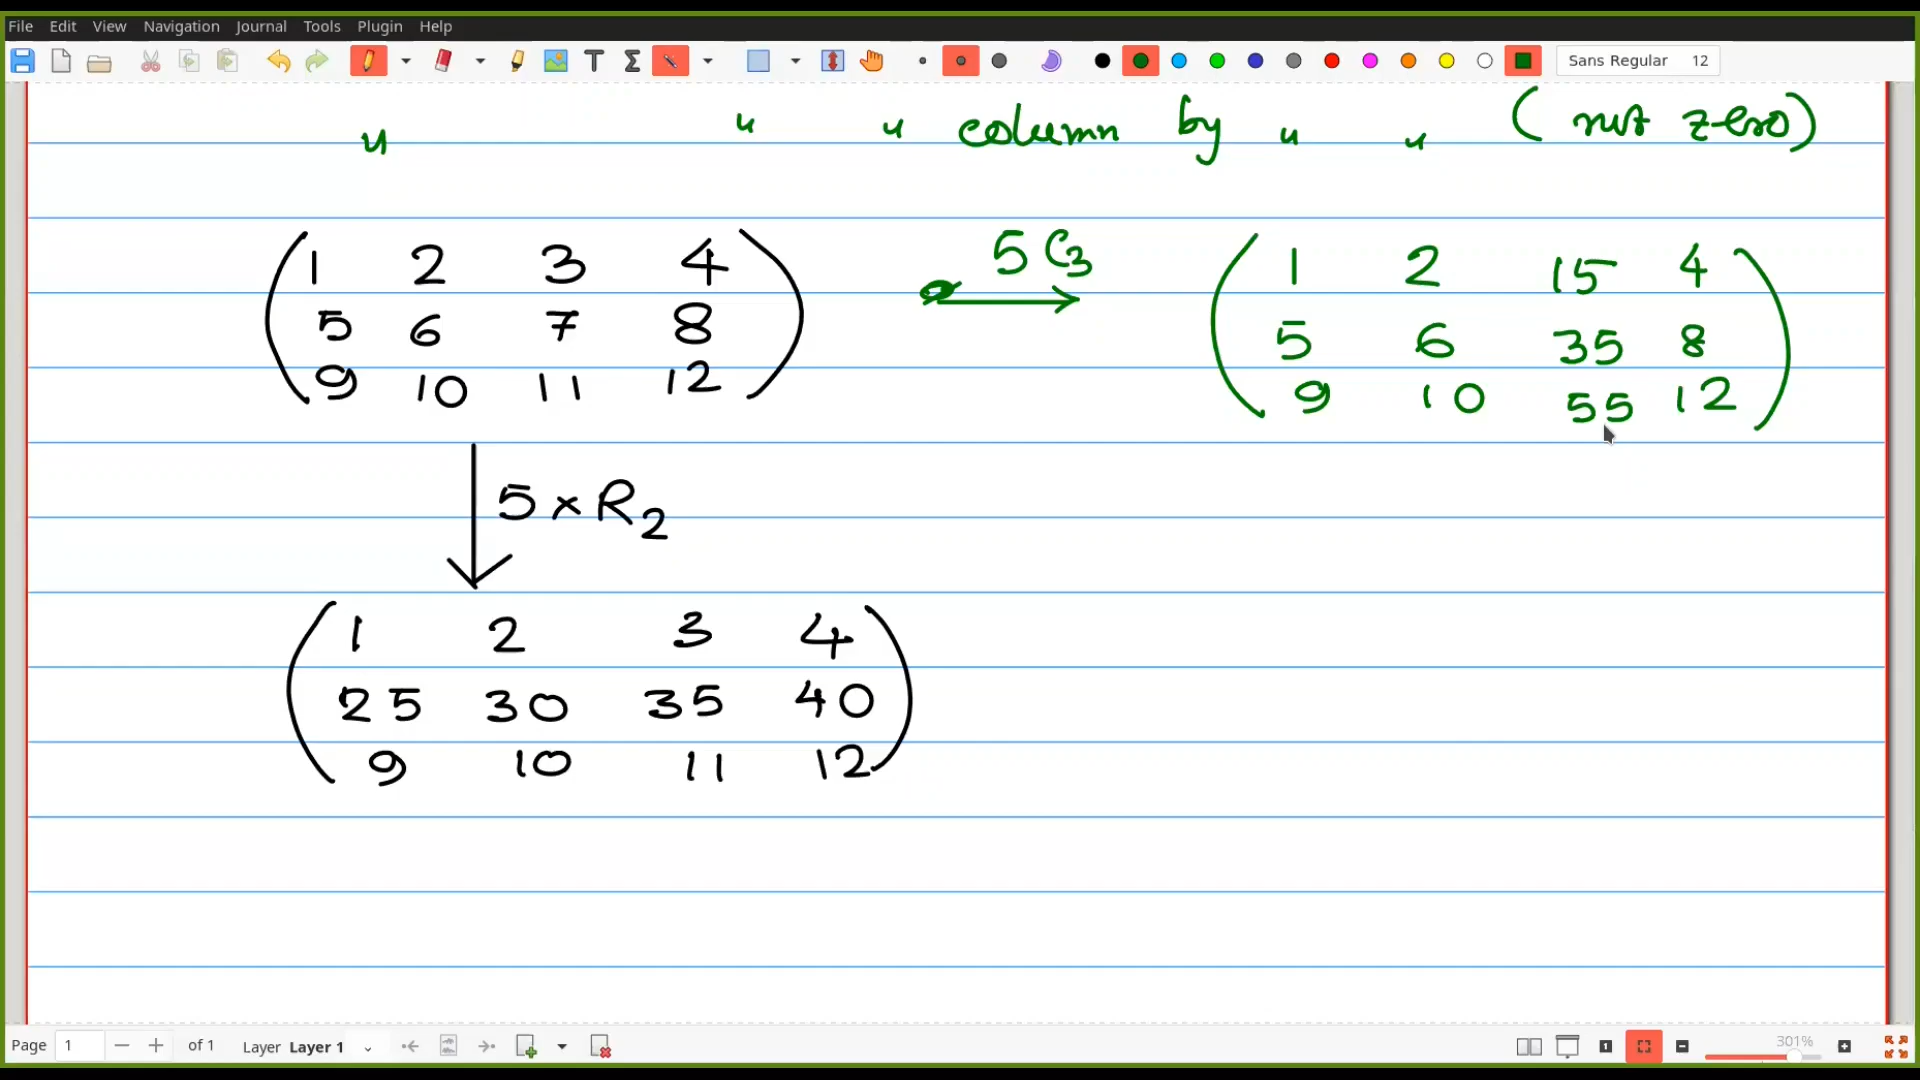 File Edit View Navigation Journal Tools Plugin Help
Sans Regular 12
" " " column by " " (not zero)
1 2 3 4
5 6 7 8
9 10 11 12
5 C3
1 2 15 4
5 6 35 8
9 10 55 12
5 × R2
1 2 3 4
25 30 35 40
9 10 11 12
Page 1 of 1 Layer Layer 1 301%